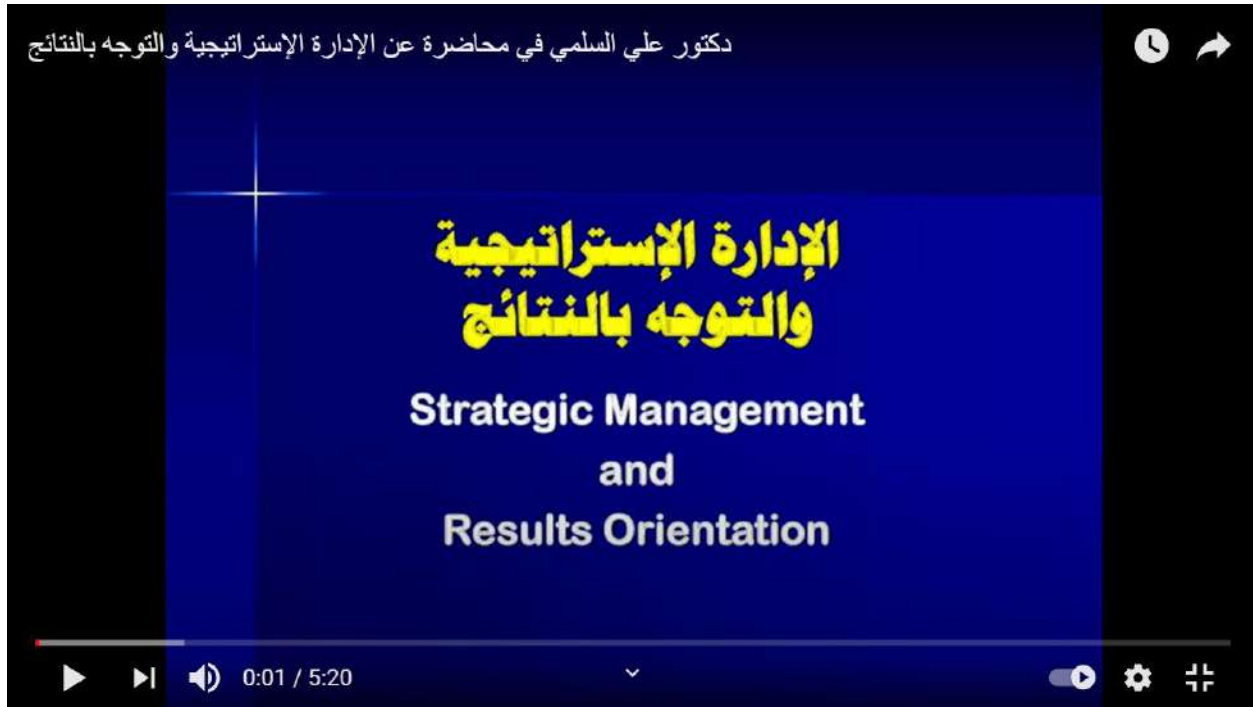 دكتور علي السلمي في محاضرة عن الإدارة الإستراتيجية والتوجه بالنتائج
الإدارة الإستراتيجية
والتوجه بالنتائج
Strategic Management
and
Results Orientation
0:01 / 5:20